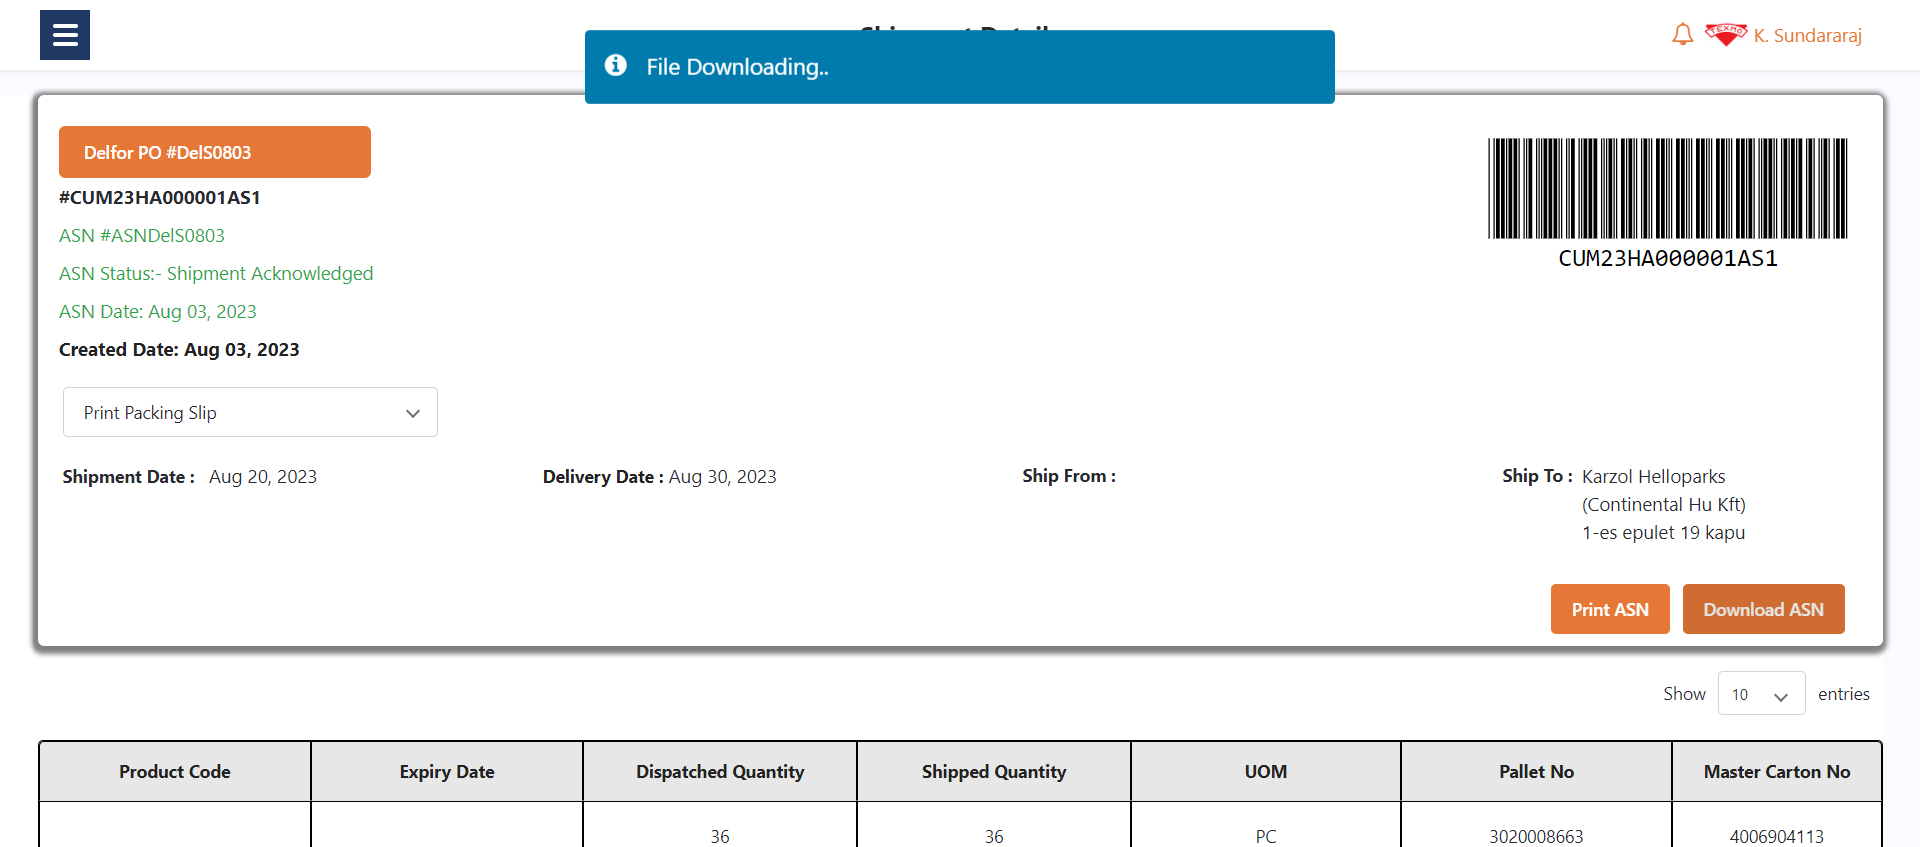 File Downloading..
TEXMO
K. Sundararaj
Delfor PO #DelS0803
#CUM23HA000001AS1
ASN #ASNDelS0803
ASN Status:- Shipment Acknowledged
ASN Date: Aug 03, 2023
Created Date: Aug 03, 2023
CUM23HA000001AS1
Print Packing Slip
Shipment Date : Aug 20, 2023
Delivery Date : Aug 30, 2023
Ship From :
Ship To : Karzol Helloparks
(Continental Hu Kft)
1-es epulet 19 kapu
Print ASN
Download ASN
Show 10 entries
Product Code Expiry Date Dispatched Quantity Shipped Quantity UOM Pallet No Master Carton No
36 36 PC 3020008663 4006904113